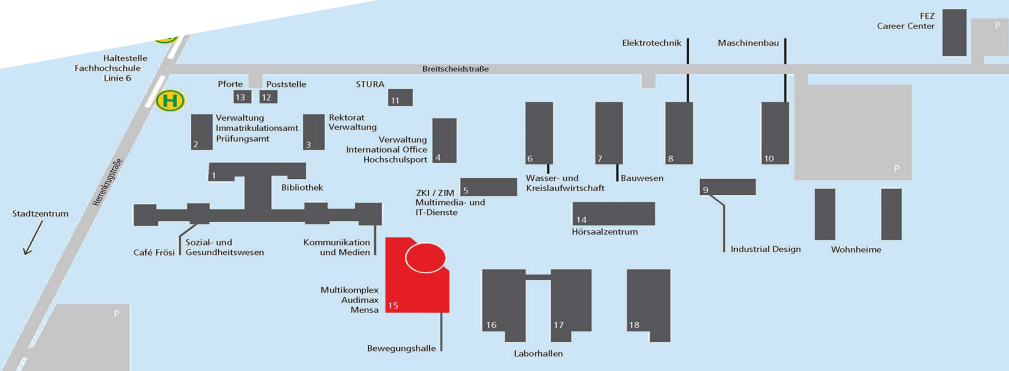 FEZ
Career Center
P
Elektrotechnik
Maschinenbau
Haltestelle
Fachhochschule
Linie 6
Breitscheidstraße
H
Pforte
Poststelle
STURA
13
12
11
Verwaltung
Immatrikulationsamt
Prüfungsamt
2
Rektorat
Verwaltung
3
Verwaltung
International Office
Hochschulsport
4
6
7
8
10
P
Herrenkrugstraße
1
Bibliothek
Wasser- und
Kreislaufwirtschaft
Bauwesen
ZKI / ZIM
Multimedia- und
IT-Dienste
5
9
Stadtzentrum
14
Hörsaalzentrum
Café Frösi
Sozial- und
Gesundheitswesen
Kommunikation
und Medien
Industrial Design
Wohnheime
Multikomplex
Audimax
Mensa
15
P
16
17
18
Bewegungshalle
Laborhallen